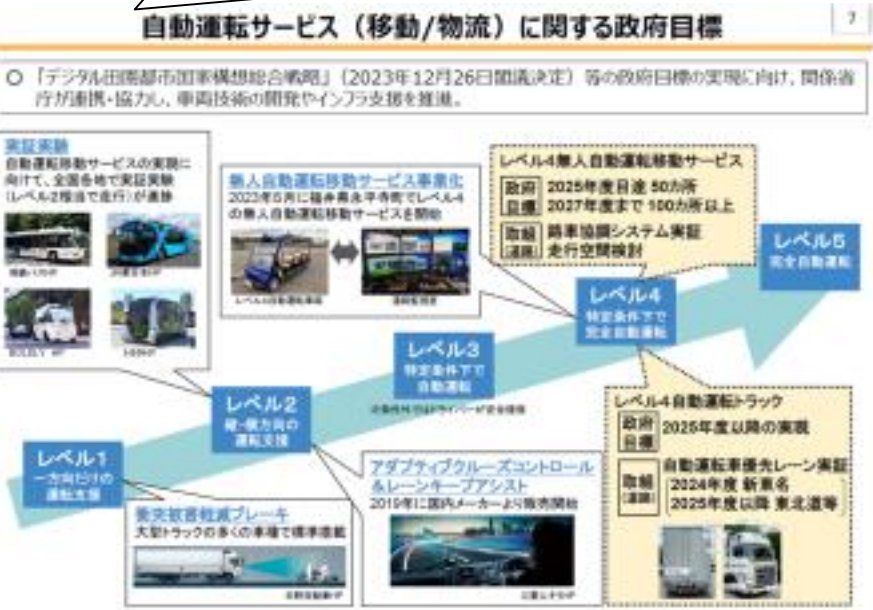 自動運転サービス（移動/物流）に関する政府目標
7
○ 「デジタル田園都市国家構想総合戦略」（2023年12月26日閣議決定）等の政府目標の実現に向け、関係省
庁が連携・協力し、車両技術の開発やインフラ支援を推進。
実証実験
自動運転移動サービスの実現に
向けて、全国各地で実証実験
（レベル2相当で走行）が進捗
無人自動運転移動サービス事業化
2023年5月に福井県永平寺町でレベル4
の無人自動運転移動サービスを開始
レベル4自動運転車両
遠隔監視室
レベル4無人自動運転移動サービス
政府目標
2025年度目途 50カ所
2027年度まで 100カ所以上
取組（道路）
路車協調システム実証
走行空間検討
レベル5
完全自動運転
レベル4
特定条件下で
完全自動運転
レベル3
特定条件下で
自動運転
レベル2
縦・横方向の
運転支援
レベル1
一方向だけの
運転支援
衝突被害軽減ブレーキ
大型トラックの多くの車種で標準搭載
アダプティブクルーズコントロール
＆レーンキープアシスト
2019年に国内メーカーより販売開始
レベル4自動運転トラック
政府目標
2025年度以降の実現
取組（道路）
自動運転車優先レーン実証
2024年度 新東名
2025年度以降 東北道等